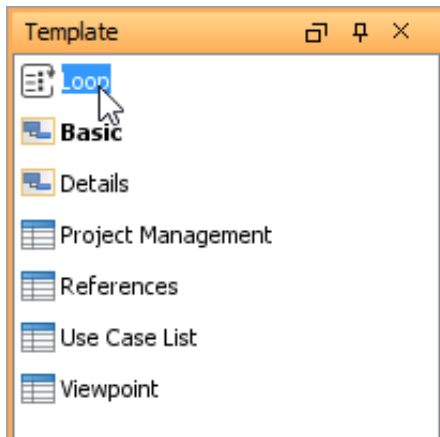 Template
Loop
Basic
Details
Project Management
References
Use Case List
Viewpoint